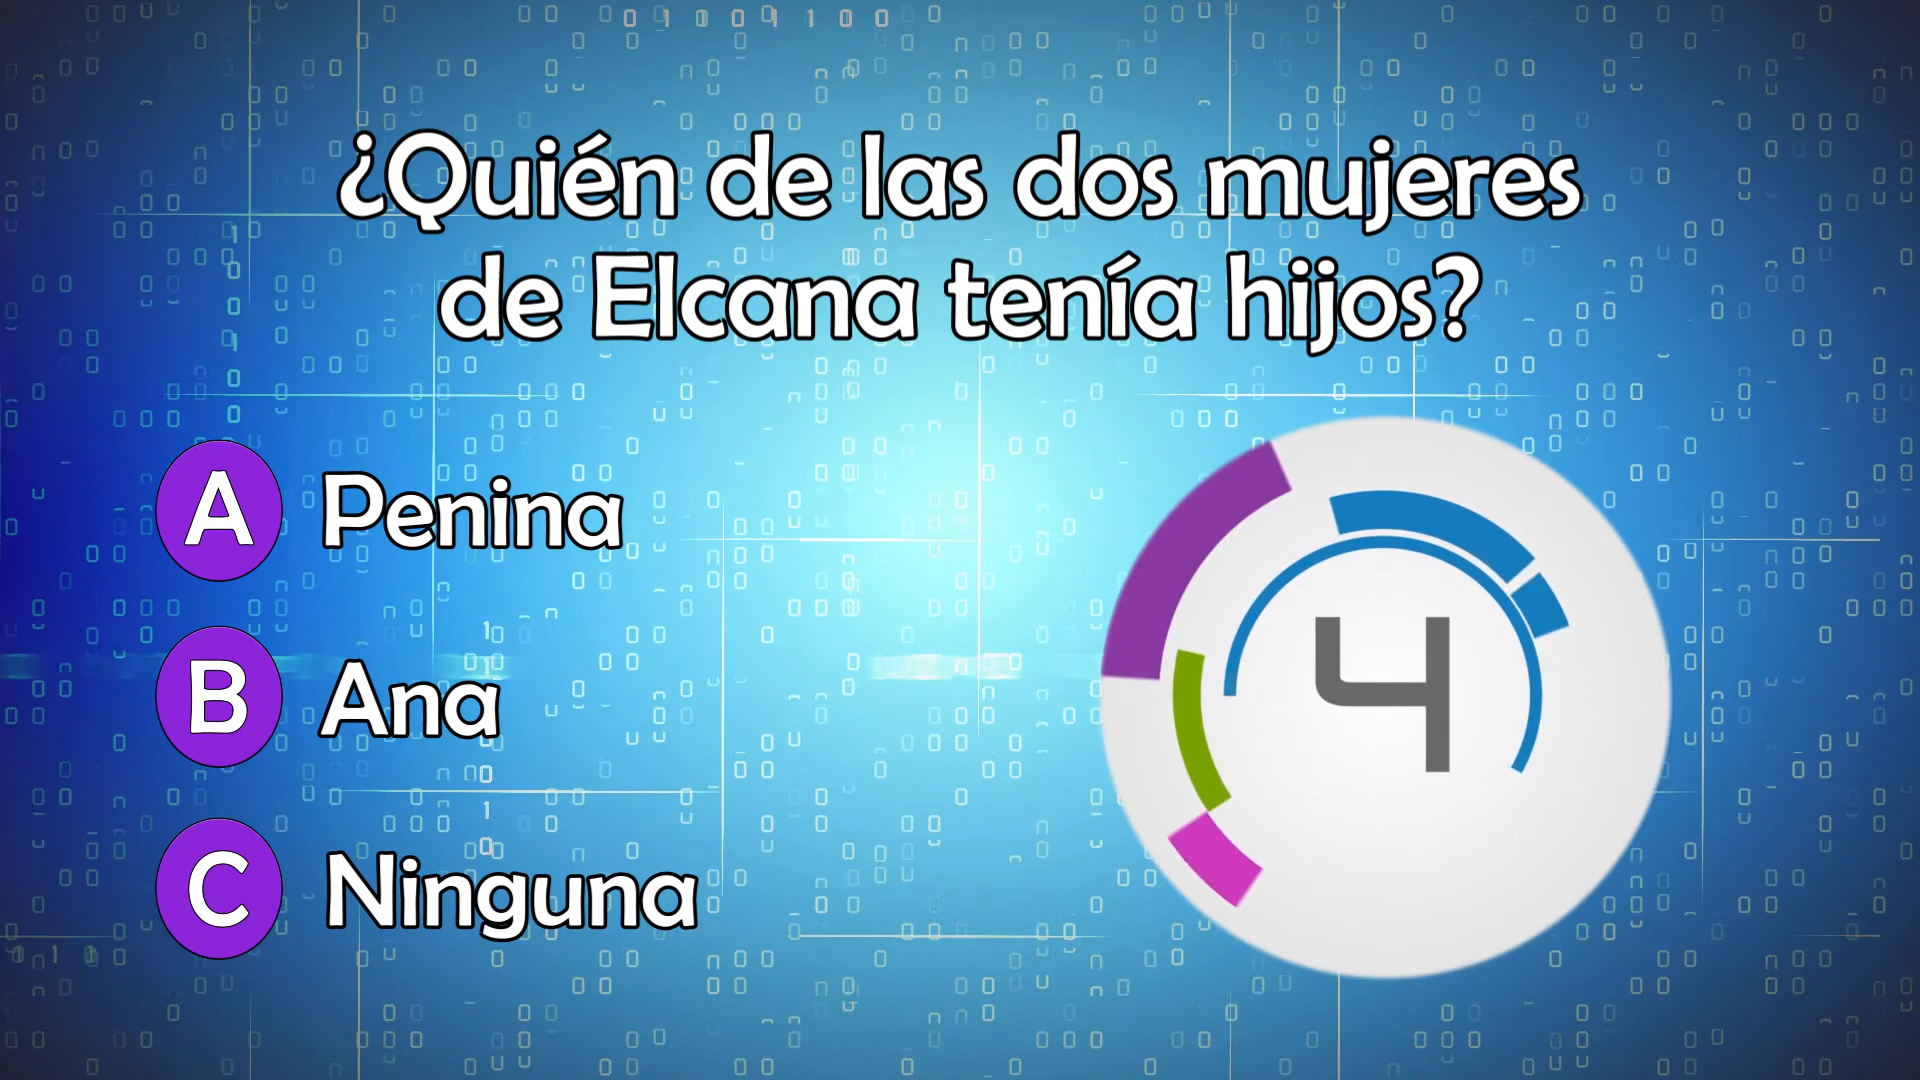 ¿Quién de las dos mujeres
de Elcana tenía hijos?
A Penina
B Ana
C Ninguna
4